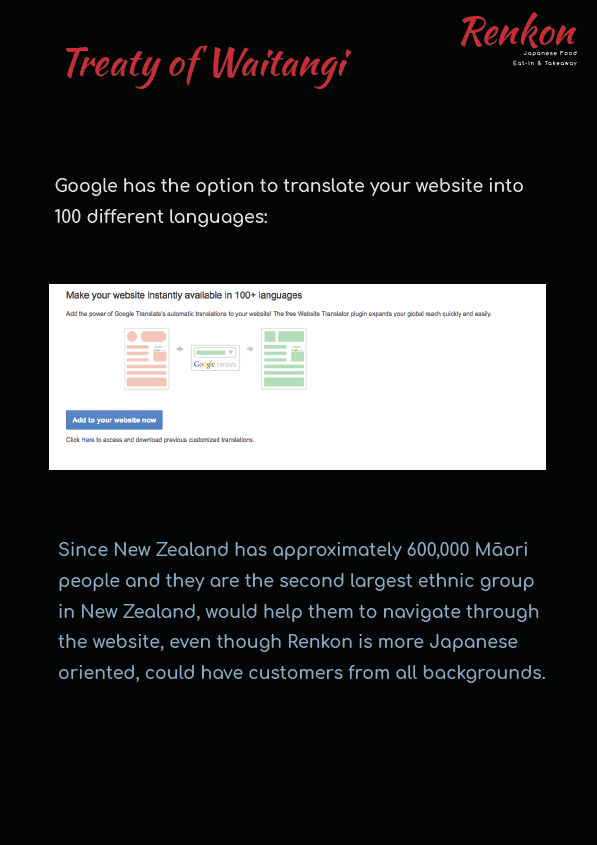 Renkon
Japanese Food
Eat-in & Takeaway
Treaty of Waitangi
Google has the option to translate your website into
100 different languages:
Make your website instantly available in 100+ languages
Add the power of Google Translate's automatic translations to your website! The free Website Translator plugin expands your global reach quickly and easily.
Google translate
Add to your website now
Click Here to access and download previous customized translations.
Since New Zealand has approximately 600,000 Māori
people and they are the second largest ethnic group
in New Zealand, would help them to navigate through
the website, even though Renkon is more Japanese
oriented, could have customers from all backgrounds.